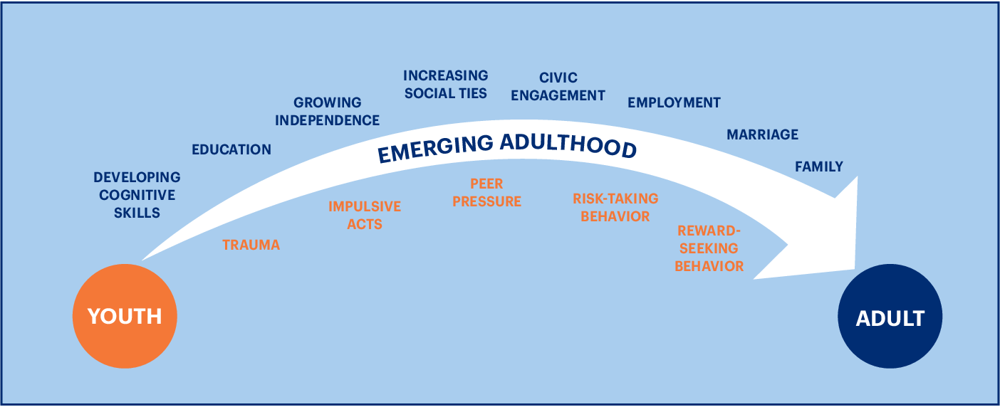 DEVELOPING
COGNITIVE
SKILLS
EDUCATION
GROWING
INDEPENDENCE
INCREASING
SOCIAL TIES
CIVIC
ENGAGEMENT
EMPLOYMENT
MARRIAGE
FAMILY
EMERGING ADULTHOOD
TRAUMA
IMPULSIVE
ACTS
PEER
PRESSURE
RISK-TAKING
BEHAVIOR
REWARD-
SEEKING
BEHAVIOR
YOUTH
ADULT